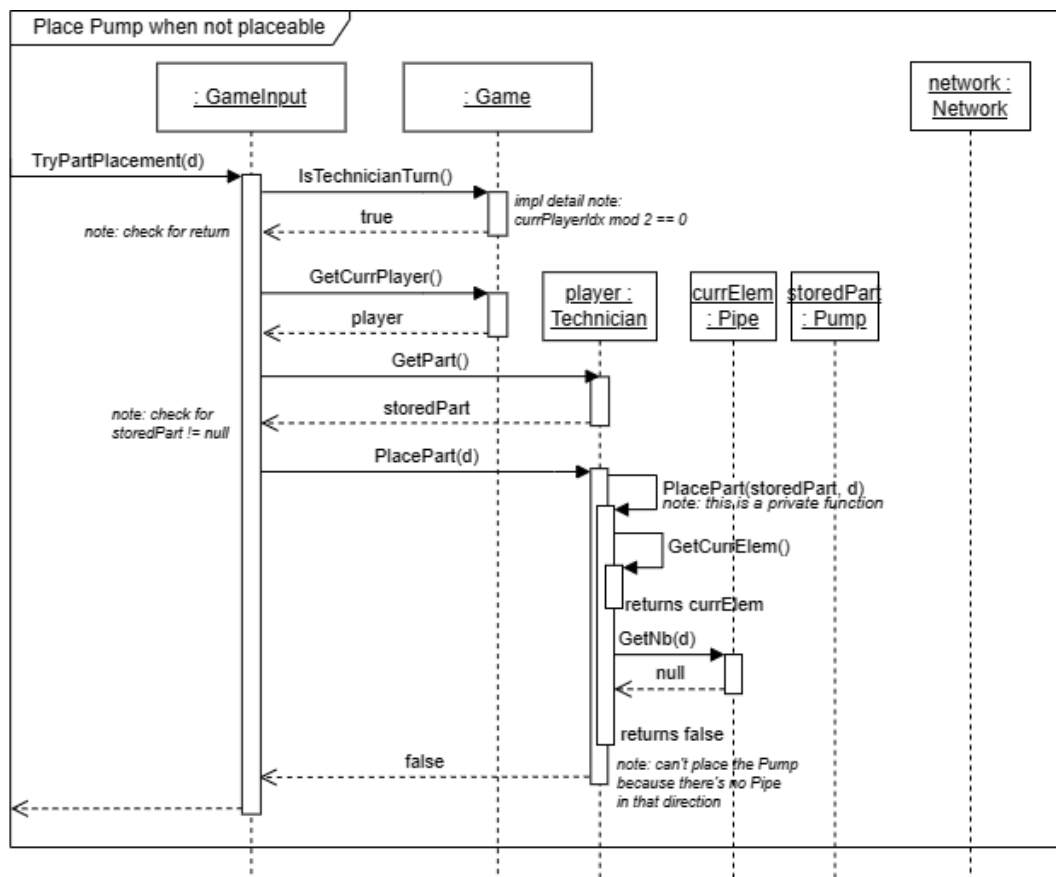 Place Pump when not placeable
: GameInput
: Game
network :
Network
TryPartPlacement(d)
IsTechnicianTurn()
impl detail note:
currPlayerIdx mod 2 == 0
true
note: check for return
GetCurrPlayer()
player
player :
Technician
currElem
: Pipe
storedPart
: Pump
GetPart()
storedPart
note: check for
storedPart != null
PlacePart(d)
PlacePart(storedPart, d)
note: this is a private function
GetCurrElem()
returns currElem
GetNb(d)
null
returns false
false
note: can't place the Pump
because there's no Pipe
in that direction